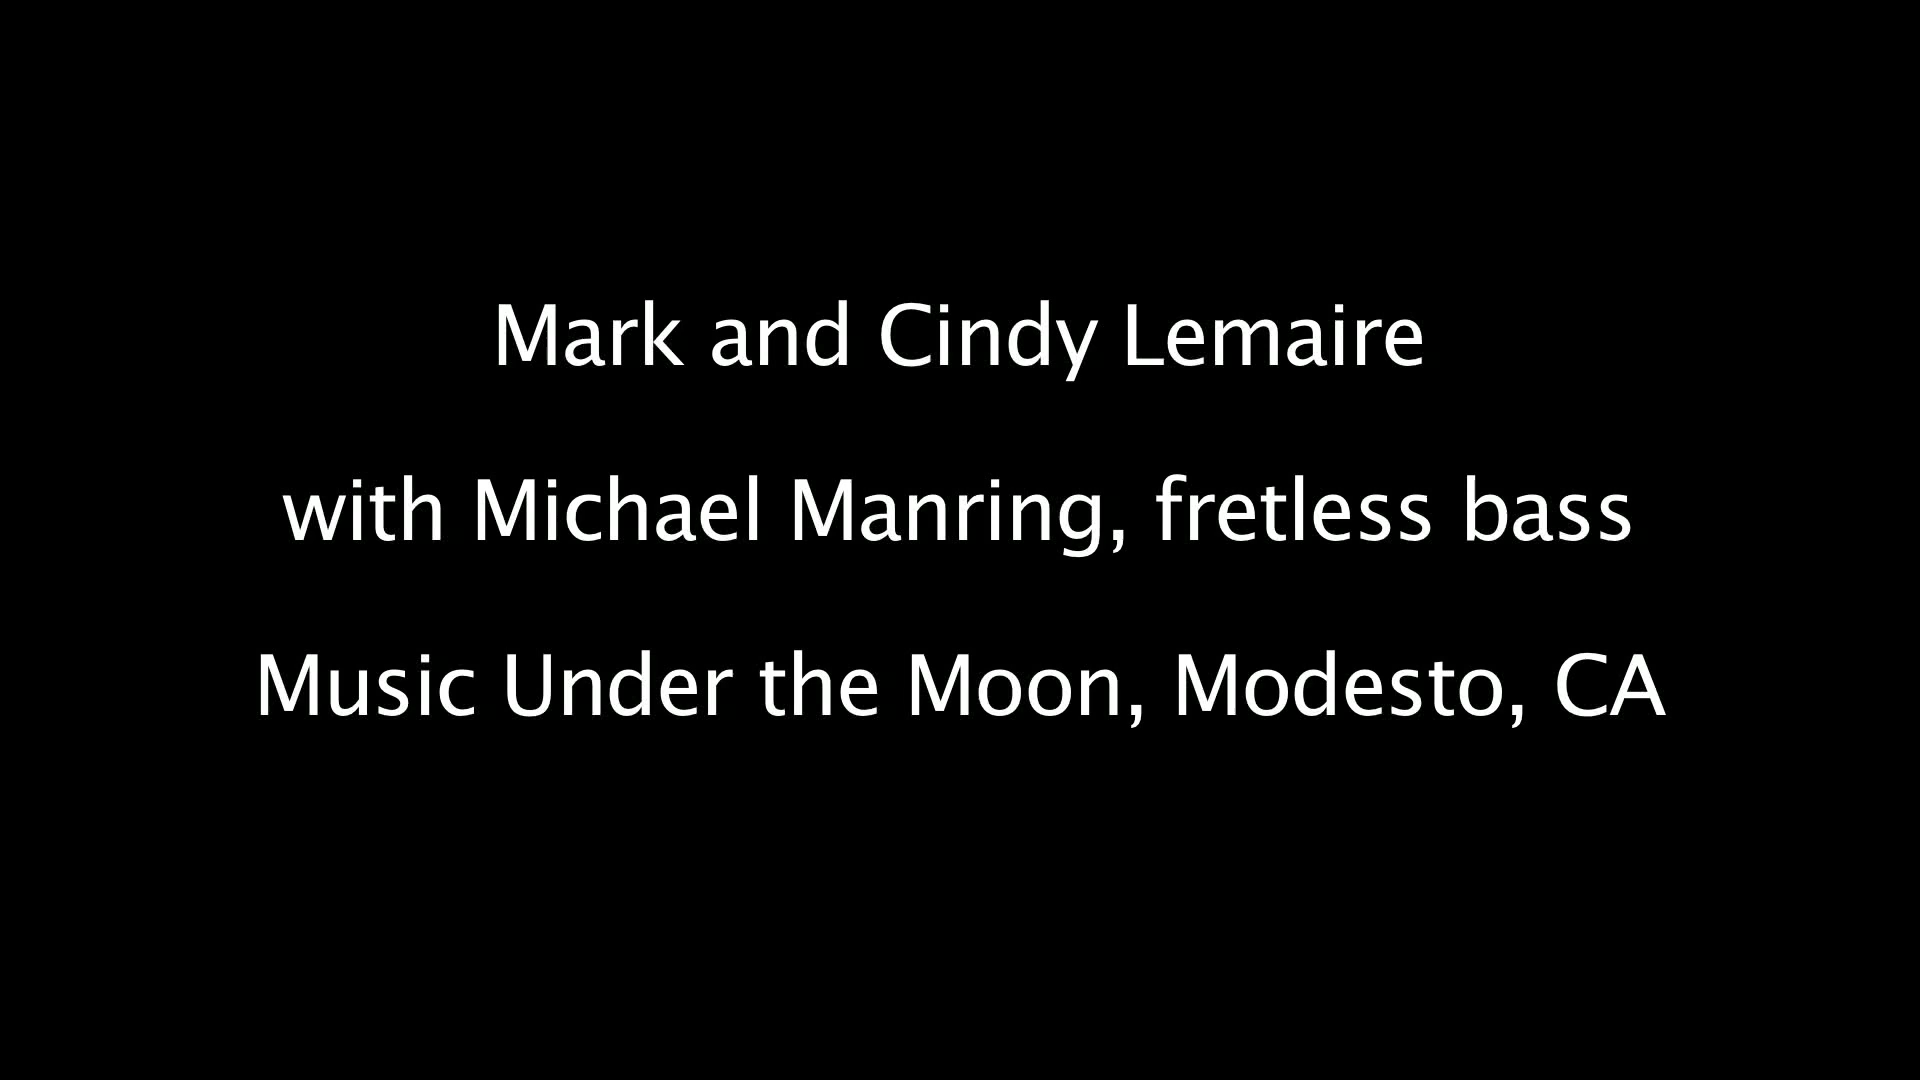 Mark and Cindy Lemaire
with Michael Manring, fretless bass
Music Under the Moon, Modesto, CA